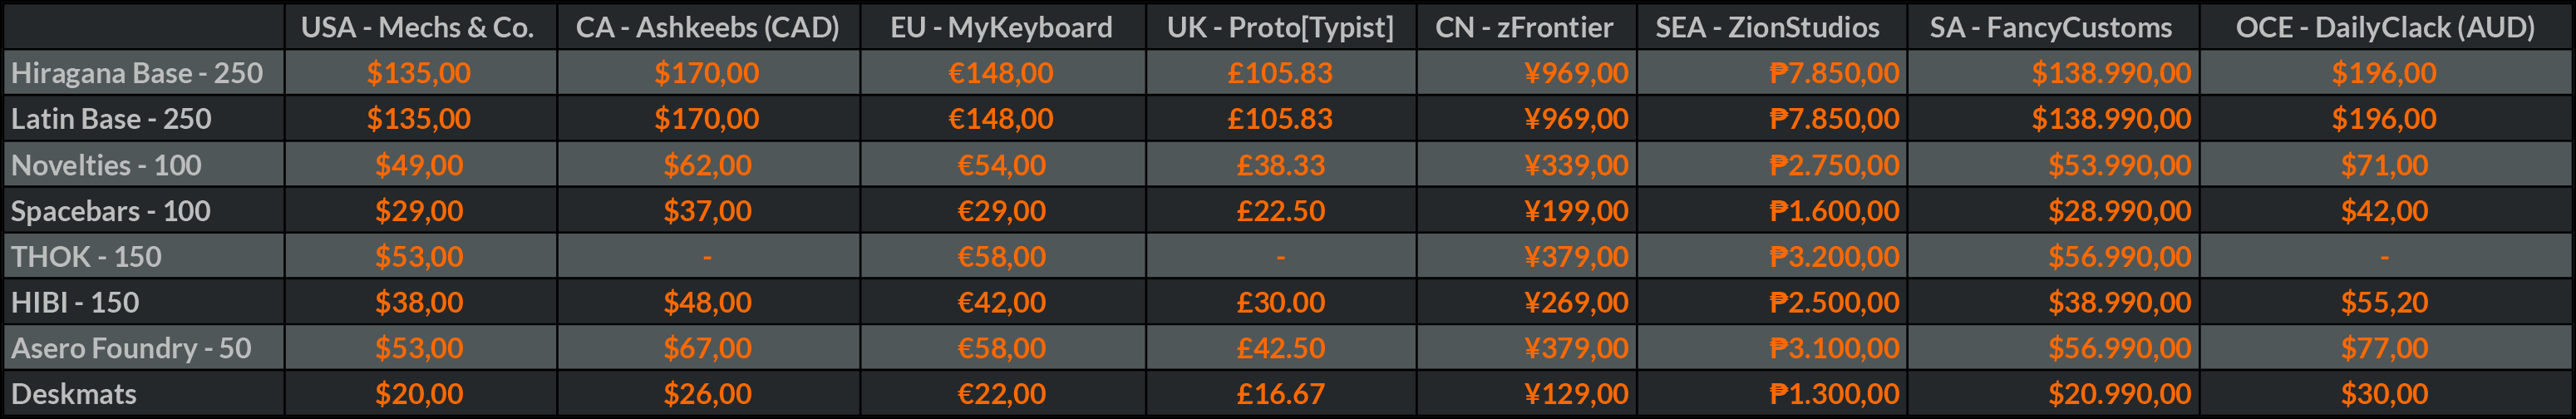 USA - Mechs & Co. CA - Ashkeebs (CAD) EU - MyKeyboard UK - Proto[Typist] CN - zFrontier SEA - ZionStudios SA - FancyCustoms OCE - DailyClack (AUD)
Hiragana Base - 250 $135,00 $170,00 €148,00 £105.83 ¥969,00 ₱7.850,00 $138.990,00 $196,00
Latin Base - 250 $135,00 $170,00 €148,00 £105.83 ¥969,00 ₱7.850,00 $138.990,00 $196,00
Novelties - 100 $49,00 $62,00 €54,00 £38.33 ¥339,00 ₱2.750,00 $53.990,00 $71,00
Spacebars - 100 $29,00 $37,00 €29,00 £22.50 ¥199,00 ₱1.600,00 $28.990,00 $42,00
THOK - 150 $53,00 - €58,00 - ¥379,00 ₱3.200,00 $56.990,00 -
HIBI - 150 $38,00 $48,00 €42,00 £30.00 ¥269,00 ₱2.500,00 $38.990,00 $55,20
Asero Foundry - 50 $53,00 $67,00 €58,00 £42.50 ¥379,00 ₱3.100,00 $56.990,00 $77,00
Deskmats $20,00 $26,00 €22,00 £16.67 ¥129,00 ₱1.300,00 $20.990,00 $30,00